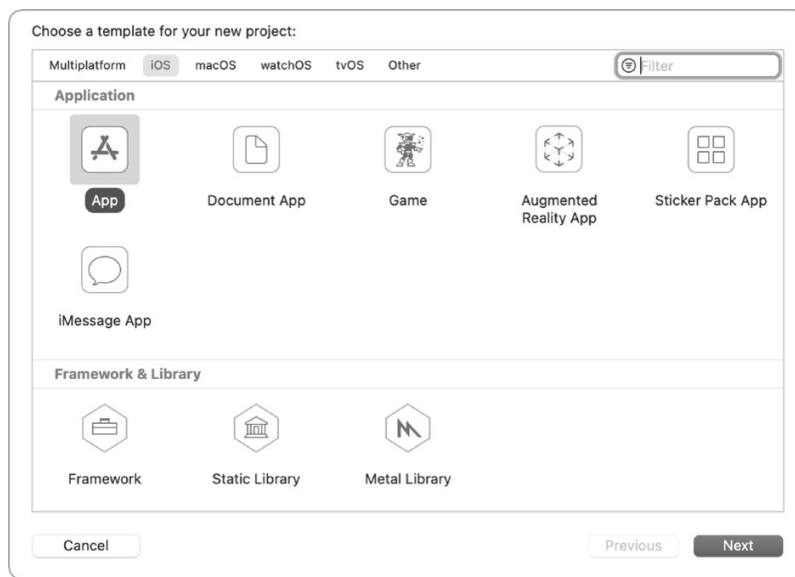 Choose a template for your new project:
Multiplatform iOS macOS watchOS tvOS Other Filter
Application
App Document App Game Augmented Reality App Sticker Pack App
iMessage App
Framework & Library
Framework Static Library Metal Library
Cancel Previous Next